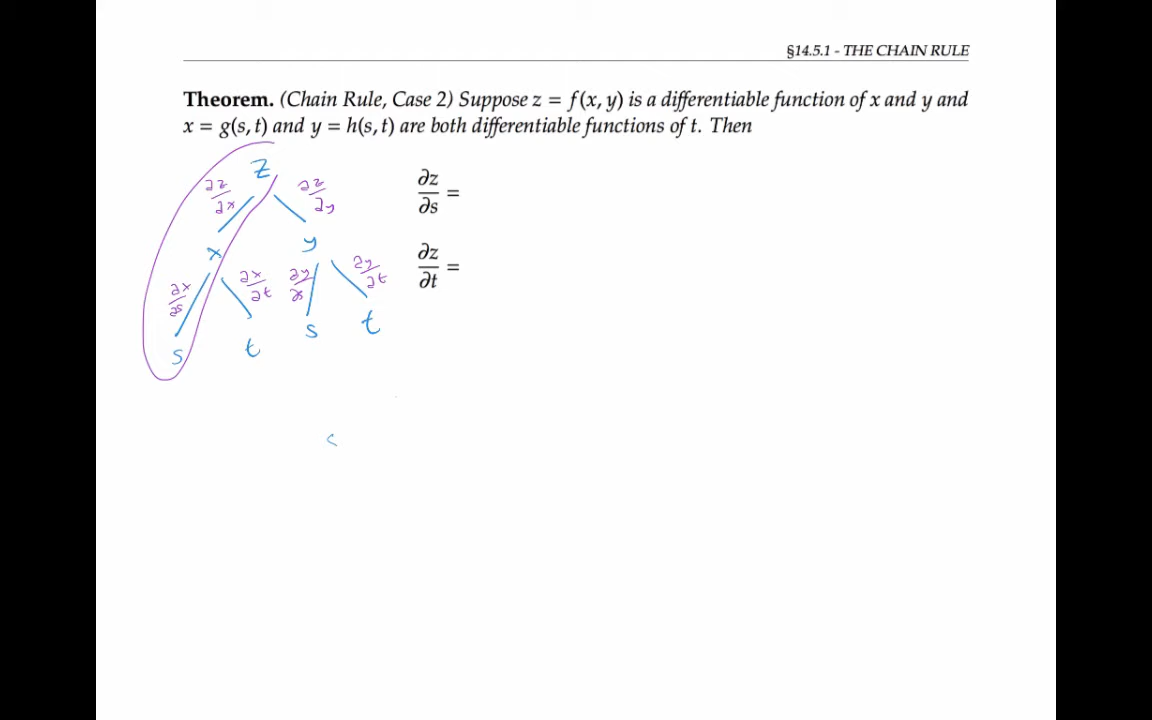 §14.5.1 - THE CHAIN RULE
Theorem. (Chain Rule, Case 2) Suppose z = f(x, y) is a differentiable function of x and y and
x = g(s, t) and y = h(s, t) are both differentiable functions of t. Then
z
∂z/∂x ∂z/∂y
∂z/∂s =
x y
∂z/∂t =
∂x/∂s ∂x/∂t ∂y/∂s ∂y/∂t
s t s t